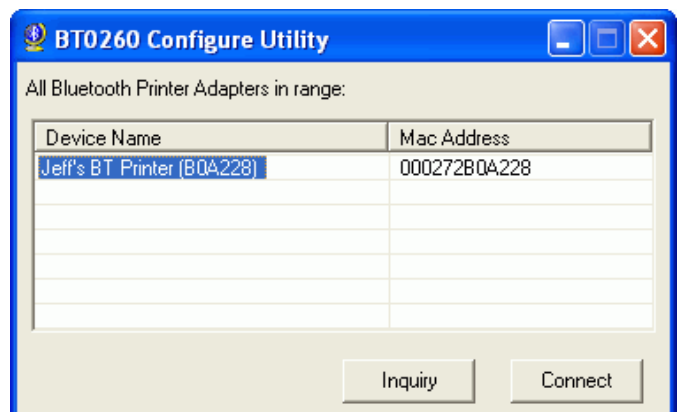 BT0260 Configure Utility
All Bluetooth Printer Adapters in range:
Device Name Mac Address
Jeff's BT Printer (B0A228) 000272B0A228
Inquiry Connect